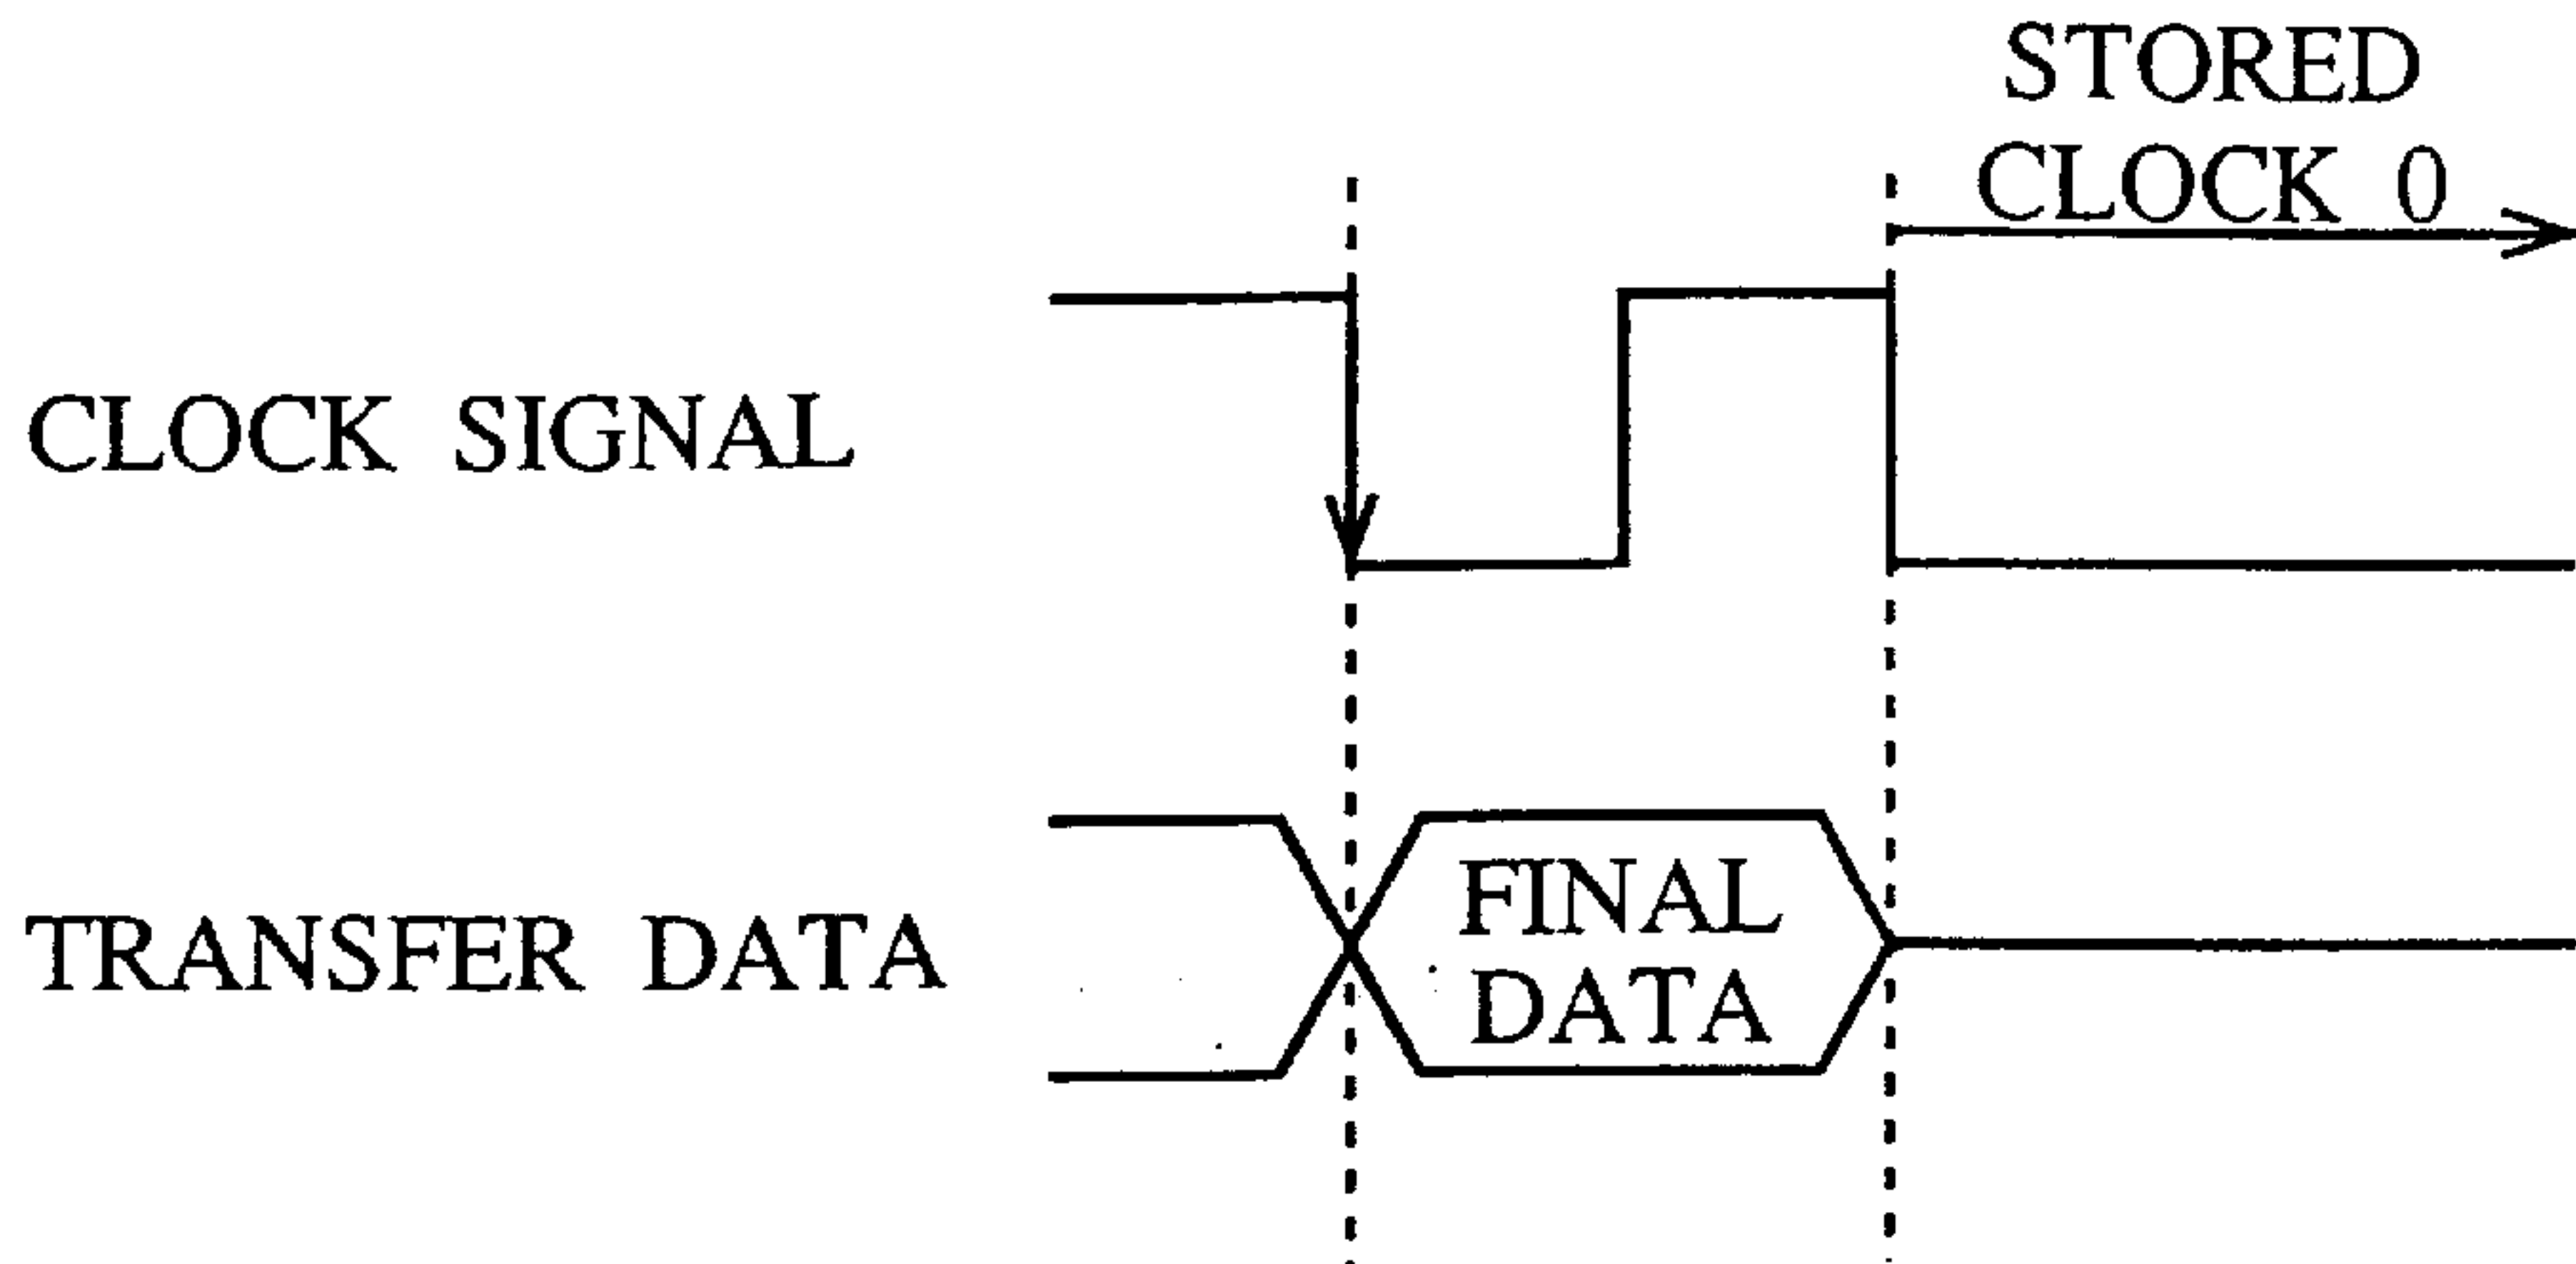 STORED
CLOCK 0
CLOCK SIGNAL
TRANSFER DATA
FINAL
DATA